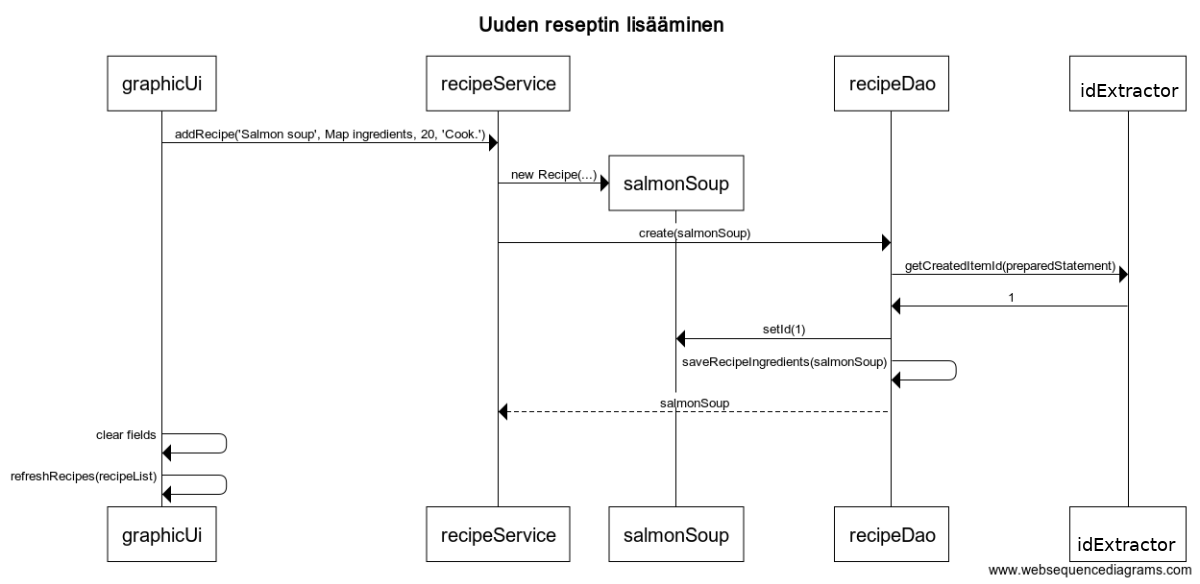 Uuden reseptin lisääminen
graphicUi
recipeService
recipeDao
idExtractor
addRecipe('Salmon soup', Map ingredients, 20, 'Cook.')
new Recipe(...)
salmonSoup
create(salmonSoup)
getCreatedItemId(preparedStatement)
1
setId(1)
saveRecipeIngredients(salmonSoup)
salmonSoup
clear fields
refreshRecipes(recipeList)
graphicUi
recipeService
salmonSoup
recipeDao
idExtractor
www.websequencediagrams.com